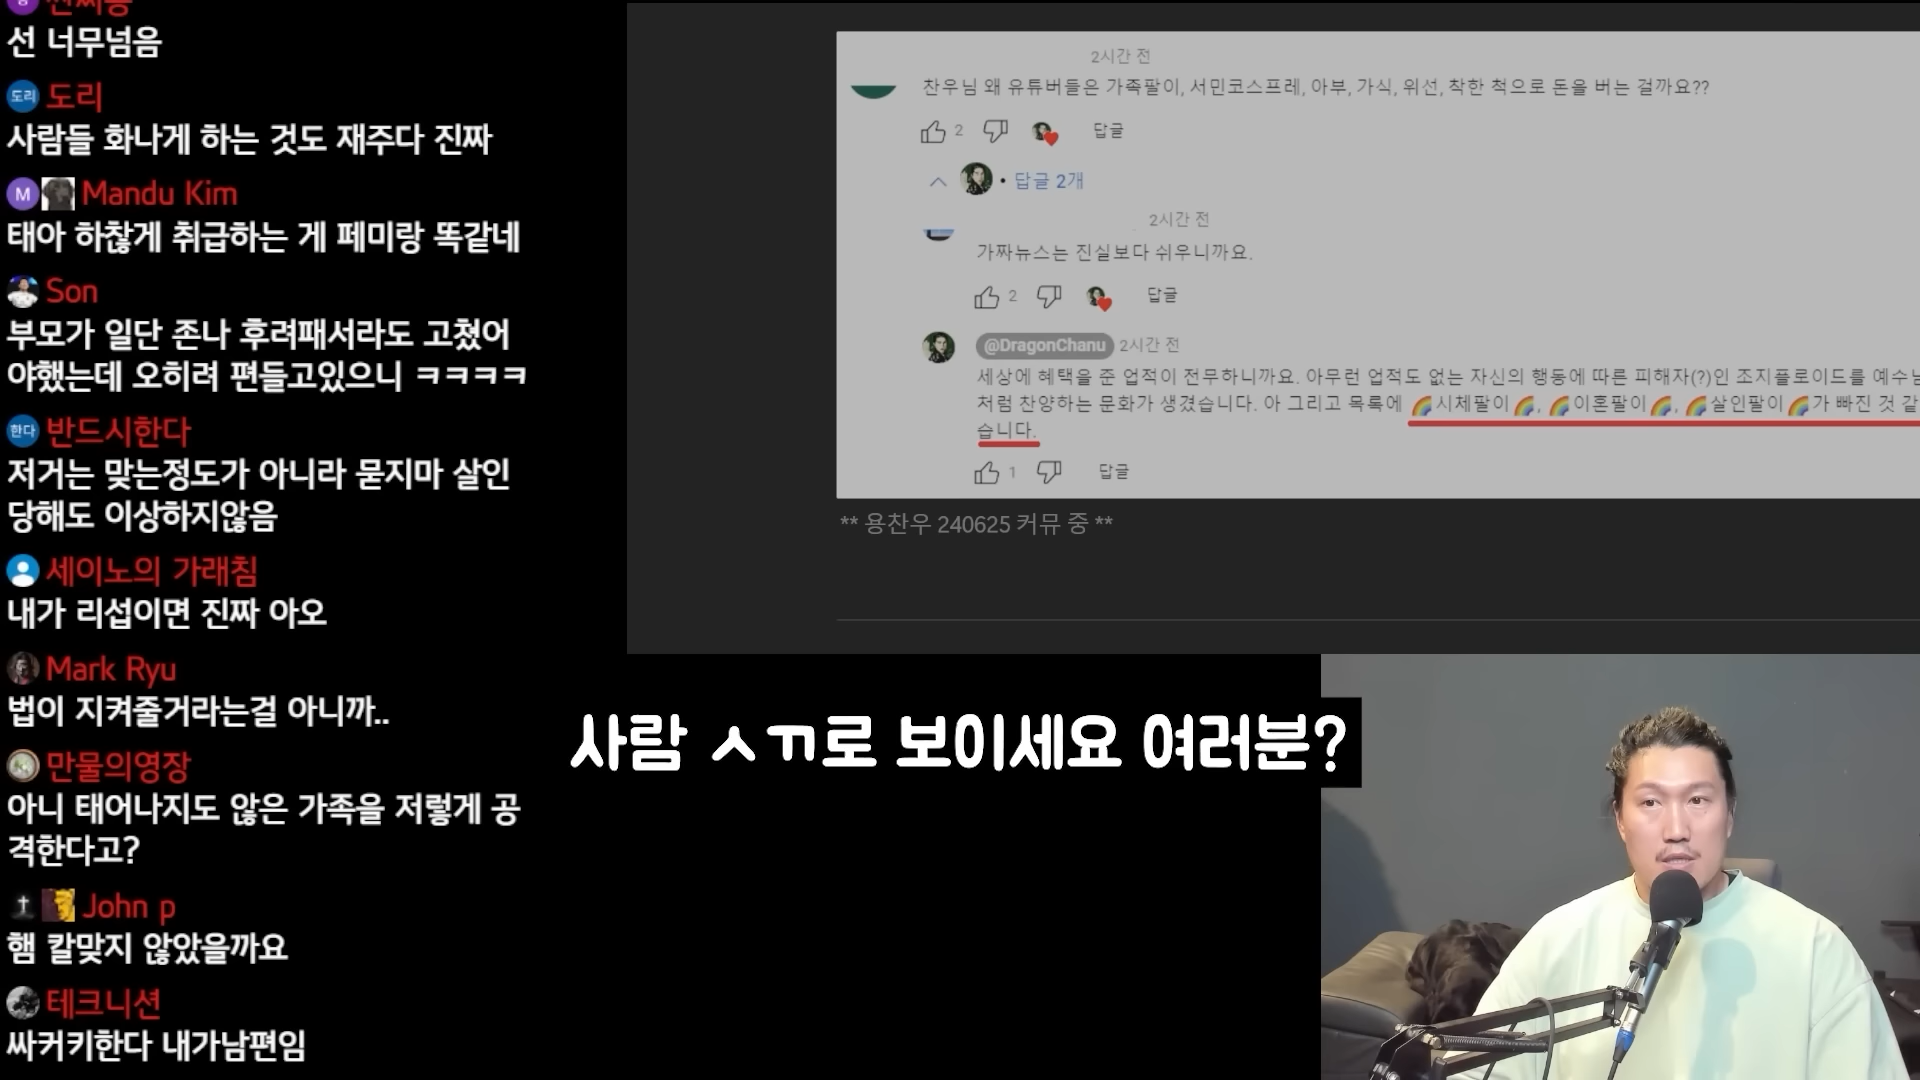 선 너무넘음
도리 도리
사람들 화나게 하는 것도 재주다 진짜
M Mandu Kim
태아 하찮게 취급하는 게 페미랑 똑같네
Son
부모가 일단 존나 후려패서라도 고쳤어
야했는데 오히려 편들고있으니 ㅋㅋㅋㅋ
한다 반드시한다
저거는 맞는정도가 아니라 묻지마 살인
당해도 이상하지않음
세이노의 가래침
내가 리섭이면 진짜 아오
Mark Ryu
법이 지켜줄거라는걸 아니까..
만물의영장
아니 태어나지도 않은 가족을 저렇게 공
격한다고?
John p
햄 칼맞지 않았을까요
테크니션
싸커키한다 내가남편임
2시간 전
찬우님 왜 유튜버들은 가족팔이, 서민코스프레, 아부, 가식, 위선, 착한 척으로 돈을 버는 걸까요??
2 답글
• 답글 2개
2시간 전
가짜뉴스는 진실보다 쉬우니까요.
2 답글
@DragonChanu 2시간 전
세상에 혜택을 준 업적이 전무하니까요. 아무런 업적도 없는 자신의 행동에 따른 피해자(?)인 조지플로이드를 예수님
처럼 찬양하는 문화가 생겼습니다. 아 그리고 목록에 🌈시체팔이🌈, 🌈이혼팔이🌈, 🌈살인팔이🌈가 빠진 것 같
습니다.
1 답글
** 용찬우 240625 커뮤 중 **
사람 ㅅㄲ로 보이세요 여러분?